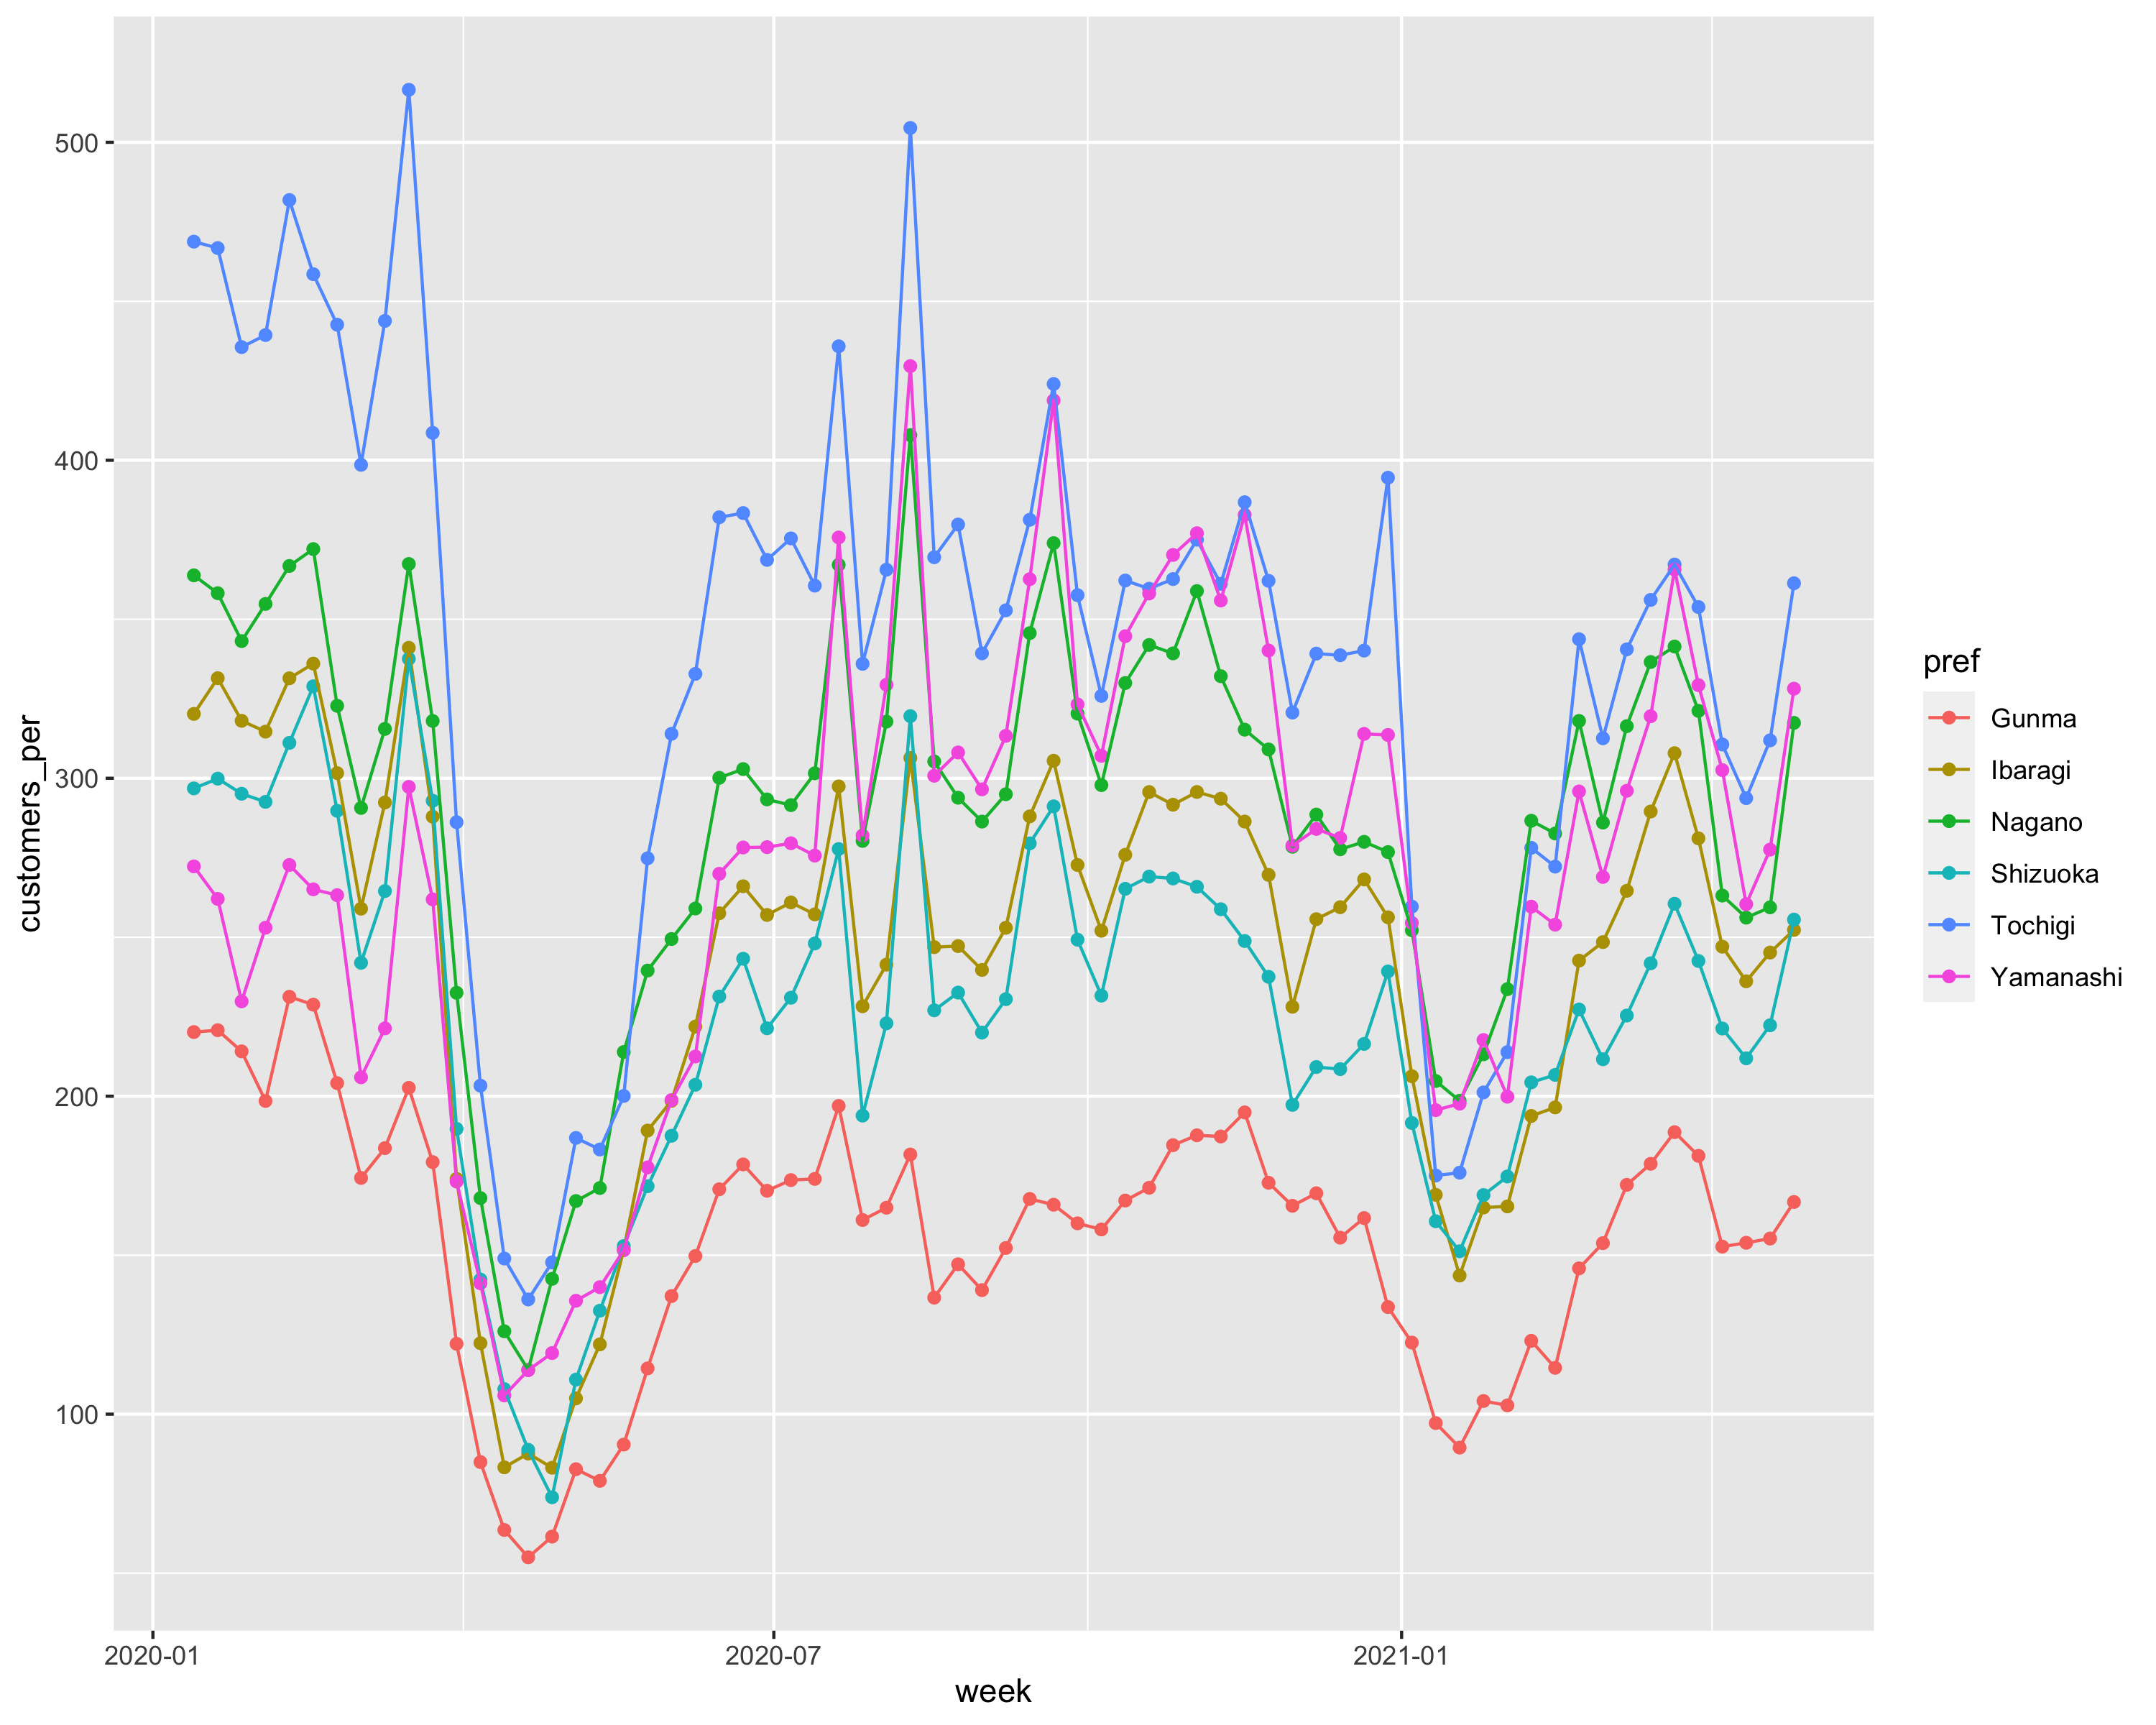 500
400
300
200
100
customers_per
2020-01
2020-07
2021-01
week
pref
Gunma
Ibaragi
Nagano
Shizuoka
Tochigi
Yamanashi